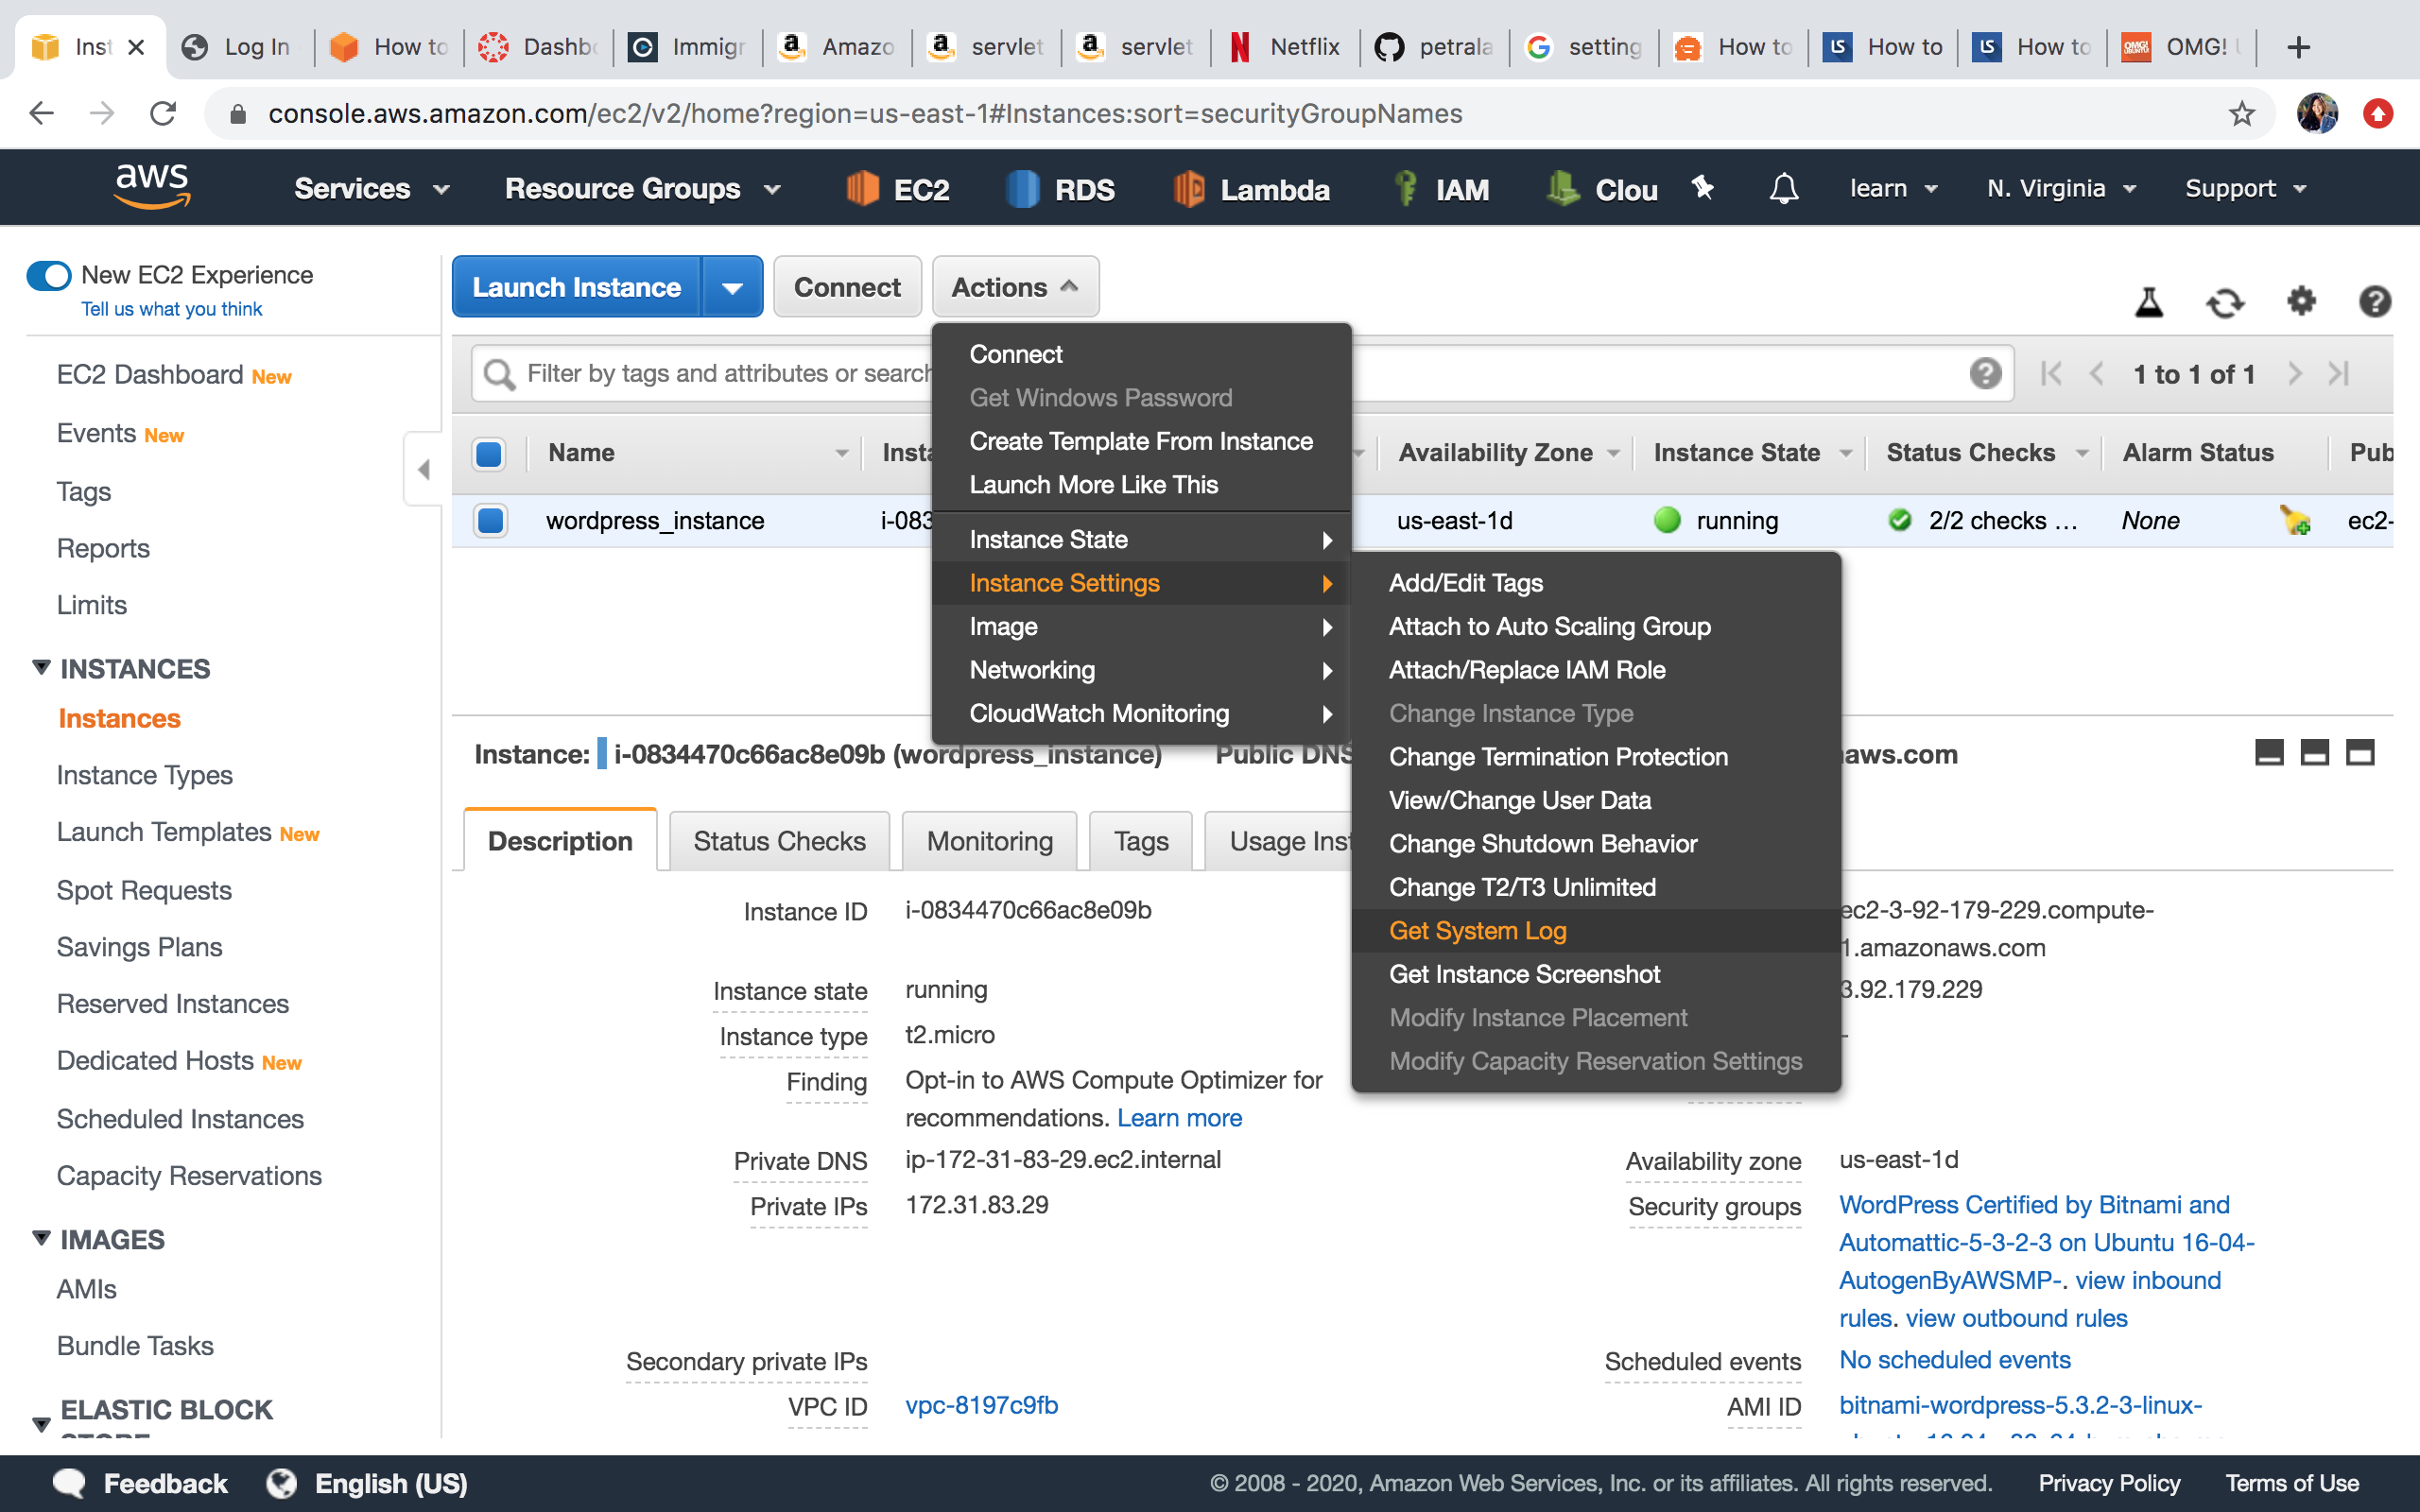 Inst
Log In
How to
Dashb
Immigr
Amazo
servlet
servlet
Netflix
petrala
setting
How to
How to
How to
OMG! U
console.aws.amazon.com/ec2/v2/home?region=us-east-1#Instances:sort=securityGroupNames
aws
Services
Resource Groups
EC2
RDS
Lambda
IAM
Clou
learn
N. Virginia
Support
New EC2 Experience
Tell us what you think
EC2 Dashboard New
Events New
Tags
Reports
Limits
INSTANCES
Instances
Instance Types
Launch Templates New
Spot Requests
Savings Plans
Reserved Instances
Dedicated Hosts New
Scheduled Instances
Capacity Reservations
IMAGES
AMIs
Bundle Tasks
ELASTIC BLOCK
Launch Instance
Connect
Actions
Filter by tags and attributes or search
1 to 1 of 1
Name
Insta
Availability Zone
Instance State
Status Checks
Alarm Status
Pub
wordpress_instance
i-083
us-east-1d
running
2/2 checks ...
None
ec2-
Connect
Get Windows Password
Create Template From Instance
Launch More Like This
Instance State
Instance Settings
Image
Networking
CloudWatch Monitoring
Add/Edit Tags
Attach to Auto Scaling Group
Attach/Replace IAM Role
Change Instance Type
Change Termination Protection
View/Change User Data
Change Shutdown Behavior
Change T2/T3 Unlimited
Get System Log
Get Instance Screenshot
Modify Instance Placement
Modify Capacity Reservation Settings
Instance: i-0834470c66ac8e09b (wordpress_instance)
Public DNS
aws.com
Description
Status Checks
Monitoring
Tags
Usage Inst
Instance ID
i-0834470c66ac8e09b
ec2-3-92-179-229.compute-
1.amazonaws.com
Instance state
running
3.92.179.229
Instance type
t2.micro
-
Finding
Opt-in to AWS Compute Optimizer for
recommendations. Learn more
Private DNS
ip-172-31-83-29.ec2.internal
Availability zone
us-east-1d
Private IPs
172.31.83.29
Security groups
WordPress Certified by Bitnami and
Automattic-5-3-2-3 on Ubuntu 16-04-
AutogenByAWSMP-. view inbound
rules. view outbound rules
Secondary private IPs
Scheduled events
No scheduled events
VPC ID
vpc-8197c9fb
AMI ID
bitnami-wordpress-5.3.2-3-linux-
Feedback
English (US)
© 2008 - 2020, Amazon Web Services, Inc. or its affiliates. All rights reserved.
Privacy Policy
Terms of Use